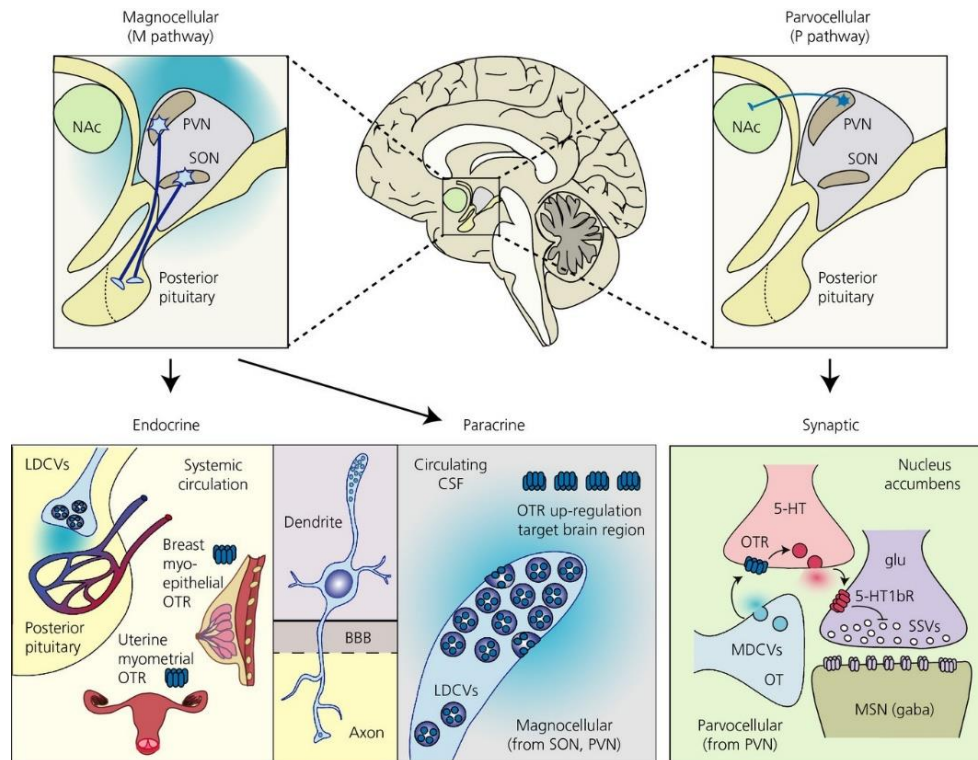 Magnocellular
(M pathway)
NAc
PVN
SON
Posterior
pituitary
Parvocellular
(P pathway)
NAc
PVN
SON
Posterior
pituitary
Endocrine
LDCVs
Systemic
circulation
Breast
myo-
epithelial
OTR
Posterior
pituitary
Uterine
myometrial
OTR
Dendrite
BBB
Axon
Paracrine
Circulating
CSF
OTR up-regulation
target brain region
LDCVs
Magnocellular
(from SON, PVN)
Synaptic
Nucleus
accumbens
5-HT
OTR
glu
5-HT1bR
SSVs
MDCVs
OT
MSN (gaba)
Parvocellular
(from PVN)